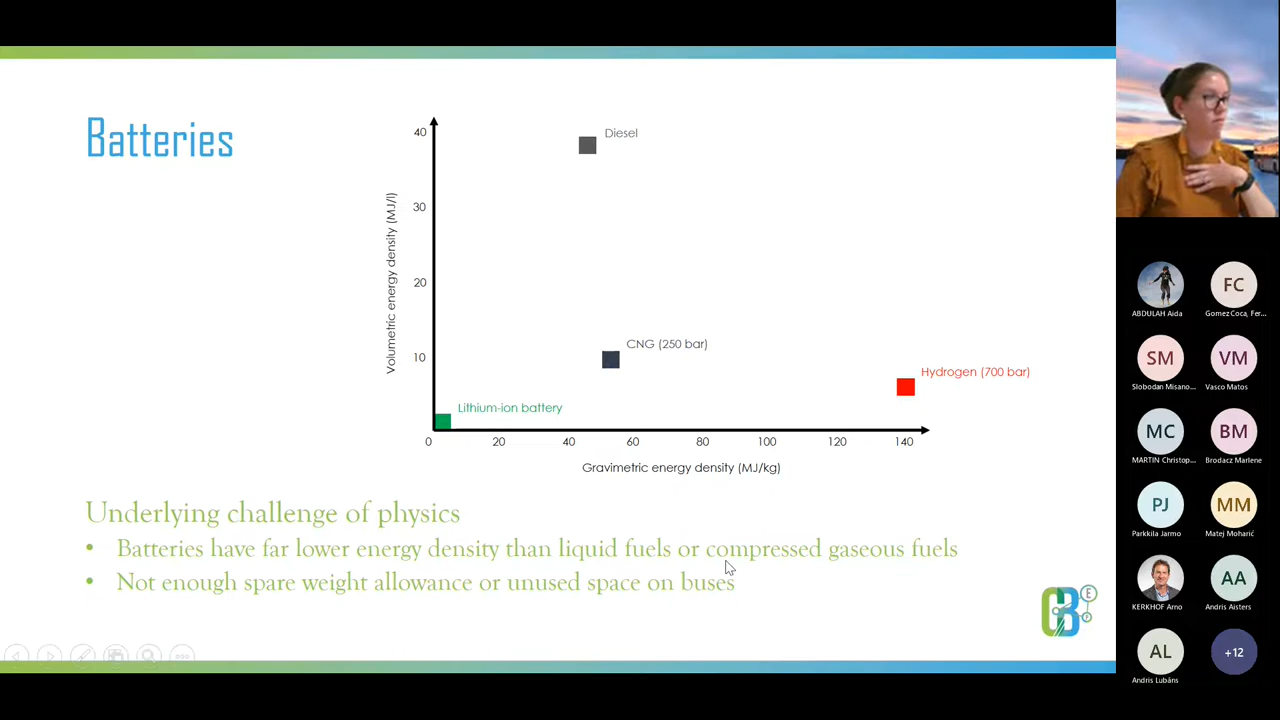 Batteries
40
30
20
10
Volumetric energy density (MJ/l)
Diesel
CNG (250 bar)
Hydrogen (700 bar)
Lithium-ion battery
0 20 40 60 80 100 120 140
Gravimetric energy density (MJ/kg)
Underlying challenge of physics
• Batteries have far lower energy density than liquid fuels or compressed gaseous fuels
• Not enough spare weight allowance or unused space on buses
CB E
ABDULAH Aida
FC
Gomez Coca, Fer...
SM
Slobodan Misano...
VM
Vasco Matos
MC
MARTIN Christop...
BM
Brodacz Marlene
PJ
Parkkila Jarmo
MM
Matej Moharić
KERKHOF Arno
AA
Andris Aisters
AL
Andris Lubāns
+12